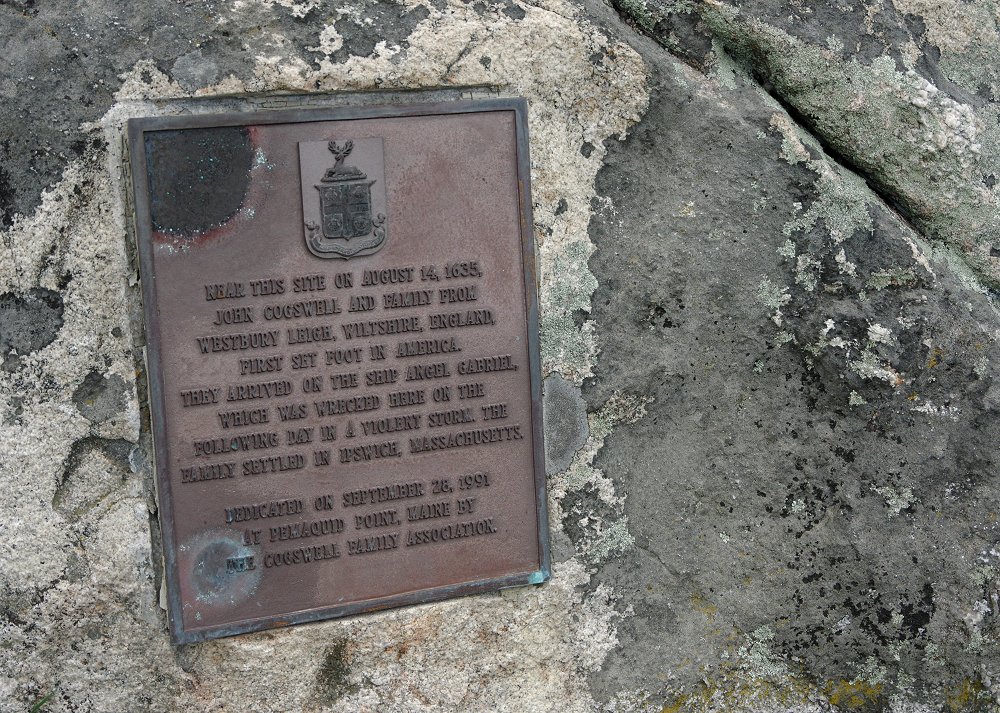 NEAR THIS SITE ON AUGUST 14, 1635,
JOHN COGSWELL AND FAMILY FROM
WESTBURY LEIGH, WILTSHIRE, ENGLAND,
FIRST SET FOOT IN AMERICA.
THEY ARRIVED ON THE SHIP ANGEL GABRIEL,
WHICH WAS WRECKED HERE ON THE
FOLLOWING DAY IN A VIOLENT STORM. THE
FAMILY SETTLED IN IPSWICH, MASSACHUSETTS.
DEDICATED ON SEPTEMBER 28, 1991
AT PEMAQUID POINT, MAINE BY
THE COGSWELL FAMILY ASSOCIATION.